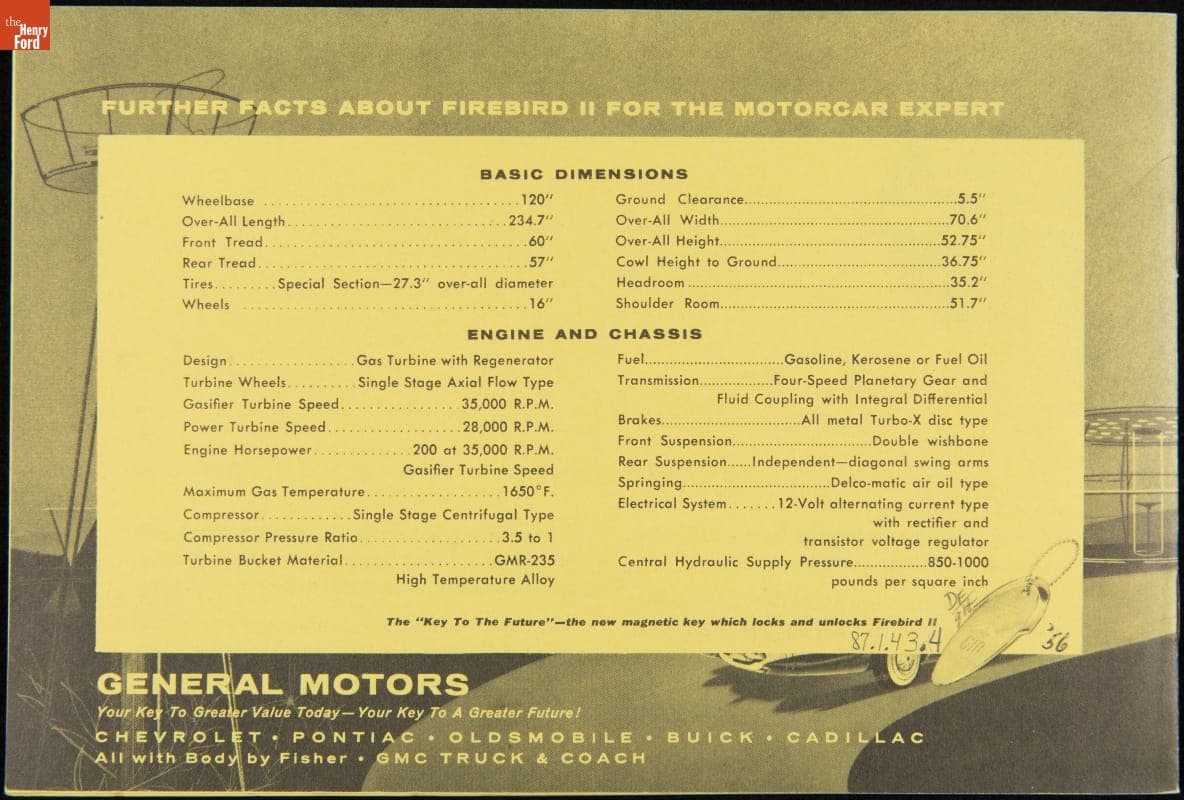 the
Henry
Ford
FURTHER FACTS ABOUT FIREBIRD II FOR THE MOTORCAR EXPERT
BASIC DIMENSIONS
Wheelbase ................................120"
Over-All Length............................234.7"
Front Tread.................................60"
Rear Tread..................................57"
Tires.........Special Section—27.3" over-all diameter
Wheels ....................................16"
Ground Clearance................................5.5"
Over-All Width................................70.6"
Over-All Height................................52.75"
Cowl Height to Ground................................36.75"
Headroom................................35.2"
Shoulder Room................................51.7"
ENGINE AND CHASSIS
Design................Gas Turbine with Regenerator
Turbine Wheels.........Single Stage Axial Flow Type
Gasifier Turbine Speed................35,000 R.P.M.
Power Turbine Speed..................28,000 R.P.M.
Engine Horsepower.............200 at 35,000 R.P.M.
Gasifier Turbine Speed
Maximum Gas Temperature.................1650°F.
Compressor............Single Stage Centrifugal Type
Compressor Pressure Ratio..................3.5 to 1
Turbine Bucket Material....................GMR-235
High Temperature Alloy
Fuel................................Gasoline, Kerosene or Fuel Oil
Transmission.................Four-Speed Planetary Gear and
Fluid Coupling with Integral Differential
Brakes................................All metal Turbo-X disc type
Front Suspension................................Double wishbone
Rear Suspension......Independent—diagonal swing arms
Springing................................Delco-matic air oil type
Electrical System.......12-Volt alternating current type
with rectifier and
transistor voltage regulator
Central Hydraulic Supply Pressure.................850-1000
pounds per square inch
The "Key To The Future"—the new magnetic key which locks and unlocks Firebird II
87.1.43.4
'56
GM
GENERAL MOTORS
Your Key To Greater Value Today—Your Key To A Greater Future!
CHEVROLET • PONTIAC • OLDSMOBILE • BUICK • CADILLAC
All with Body by Fisher • GMC TRUCK & COACH